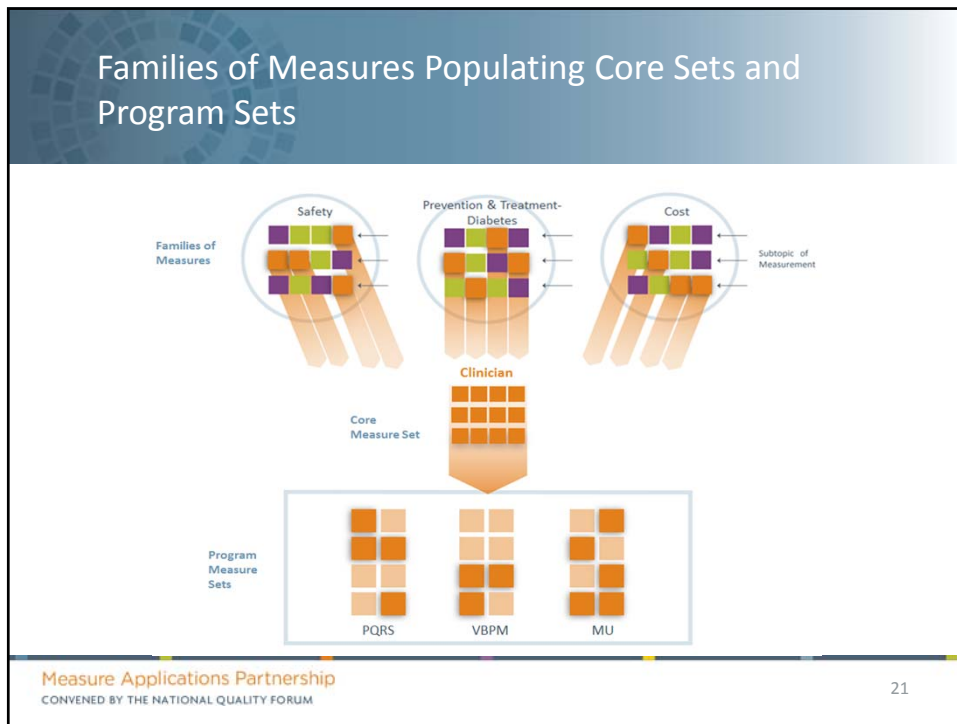 Families of Measures Populating Core Sets and
Program Sets
Safety
Prevention & Treatment-
Diabetes
Cost
Families of
Measures
Subtopic of
Measurement
Clinician
Core
Measure Set
Program
Measure
Sets
PQRS
VBPM
MU
Measure Applications Partnership
CONVENED BY THE NATIONAL QUALITY FORUM
21